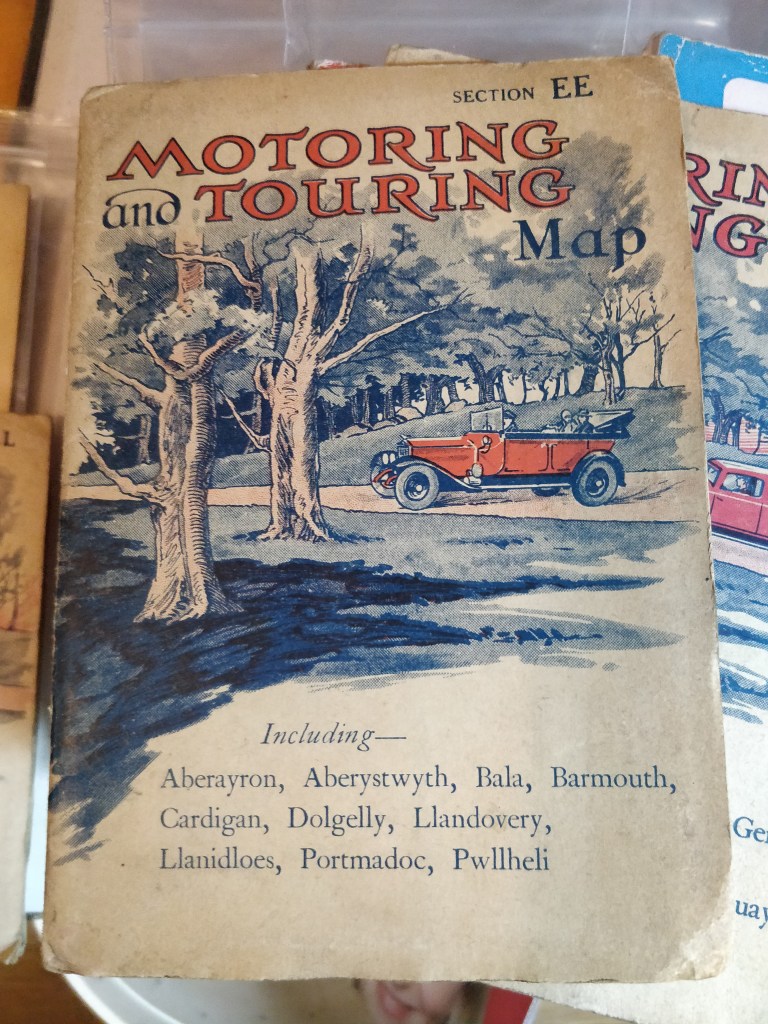 SECTION EE
MOTORING
and TOURING
Map
Including—
Aberayron, Aberystwyth, Bala, Barmouth,
Cardigan, Dolgelly, Llandovery,
Llanidloes, Portmadoc, Pwllheli